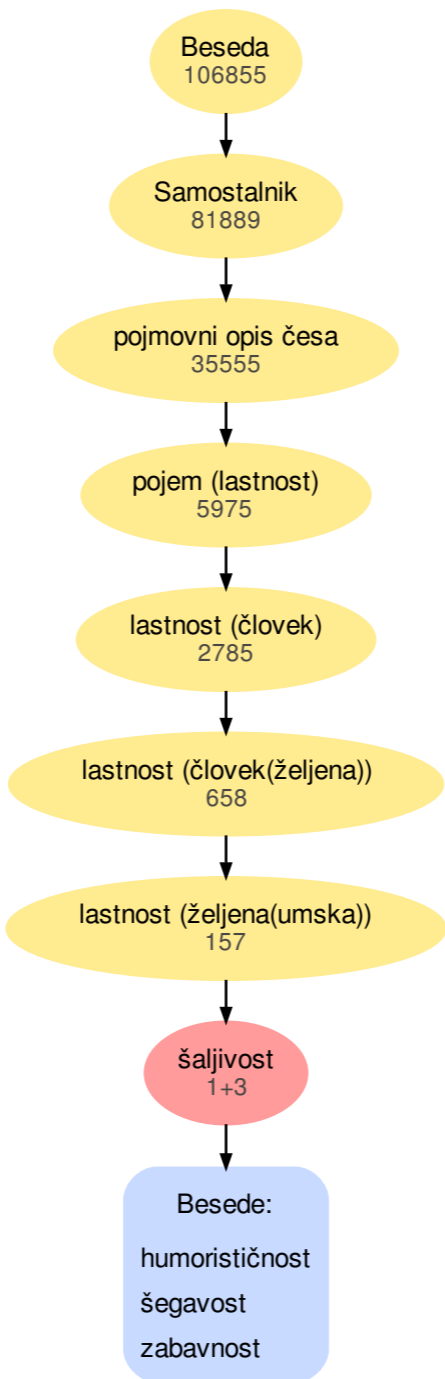 Beseda
106855
Samostalnik
81889
pojmovni opis česa
35555
pojem (lastnost)
5975
lastnost (človek)
2785
lastnost (človek(željena))
658
lastnost (željena(umska))
157
šaljivost
1+3
Besede:
humorističnost
šegavost
zabavnost